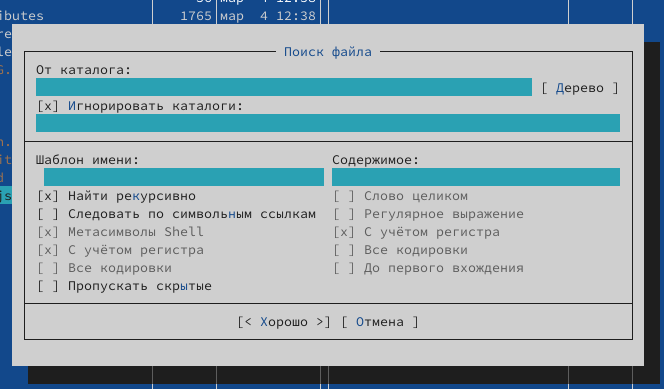 ibutes 1765 мар 4 12:38
Поиск файла
От каталога:
[ Дерево ]
[x] Игнорировать каталоги:
Шаблон имени: Содержимое:
[x] Найти рекурсивно [ ] Слово целиком
[ ] Следовать по символьным ссылкам [ ] Регулярное выражение
[x] Метасимволы Shell [x] С учётом регистра
[x] С учётом регистра [ ] Все кодировки
[ ] Все кодировки [ ] До первого вхождения
[ ] Пропускать скрытые
[< Хорошо >] [ Отмена ]